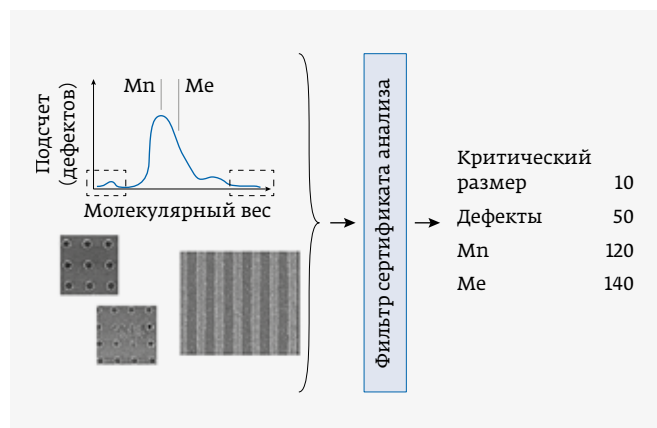 Mn
Me
Подсчет
(дефектов)
Молекулярный вес
Фильтр сертификата анализа
Критический
размер 10
Дефекты 50
Mn 120
Me 140